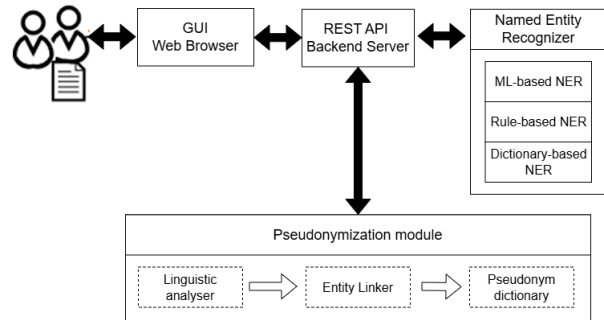 GUI
Web Browser
REST API
Backend Server
Named Entity
Recognizer
ML-based NER
Rule-based NER
Dictionary-based
NER
Pseudonymization module
Linguistic
analyser
Entity Linker
Pseudonym
dictionary